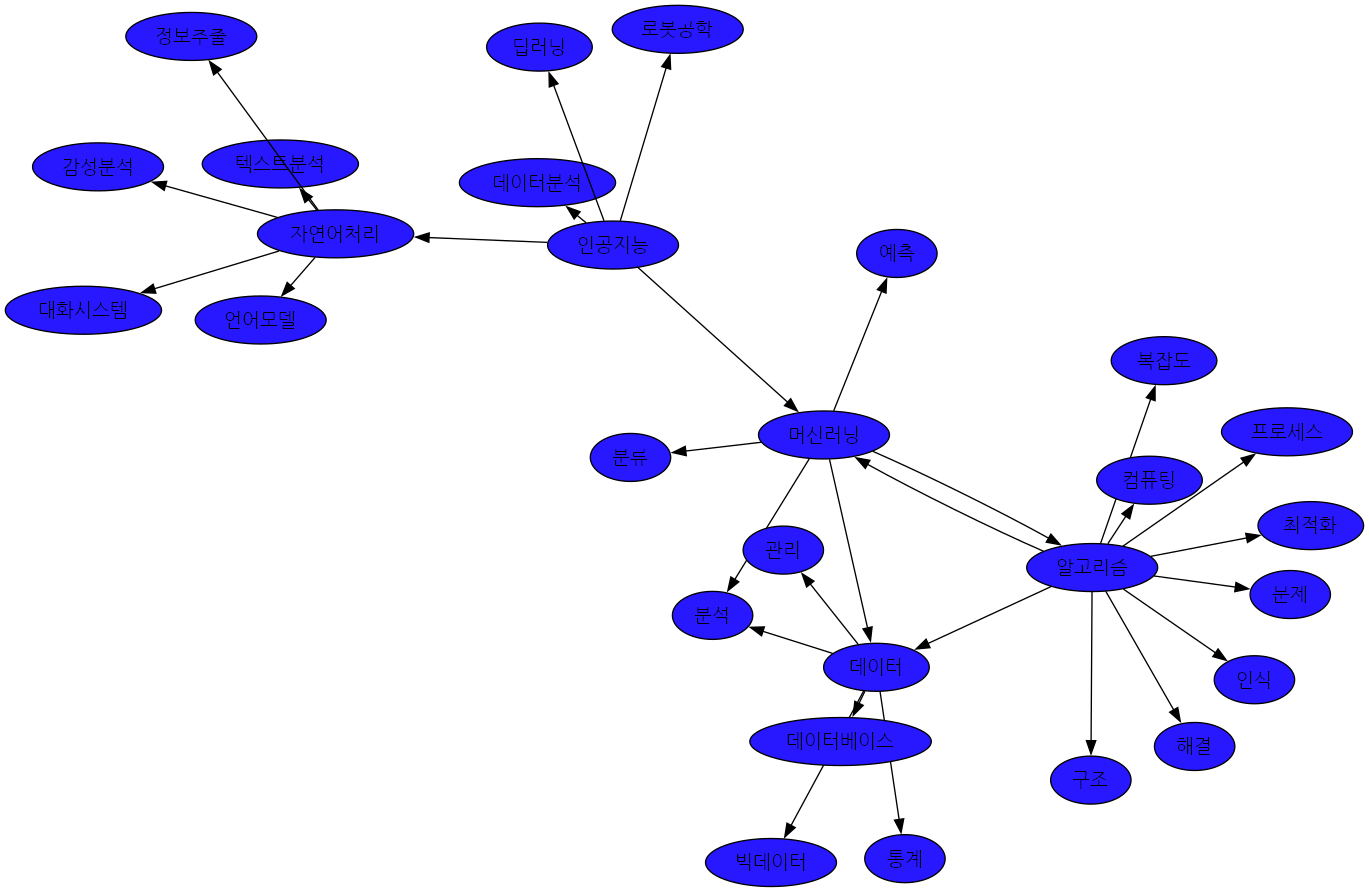 로봇공학
정보추출
딥러닝
텍스트분석
감성분석
데이터분석
자연어처리
인공지능
예측
대화시스템
언어모델
복잡도
프로세스
머신러닝
분류
컴퓨팅
최적화
관리
알고리즘
문제
분석
데이터
인식
데이터베이스
해결
구조
통계
빅데이터